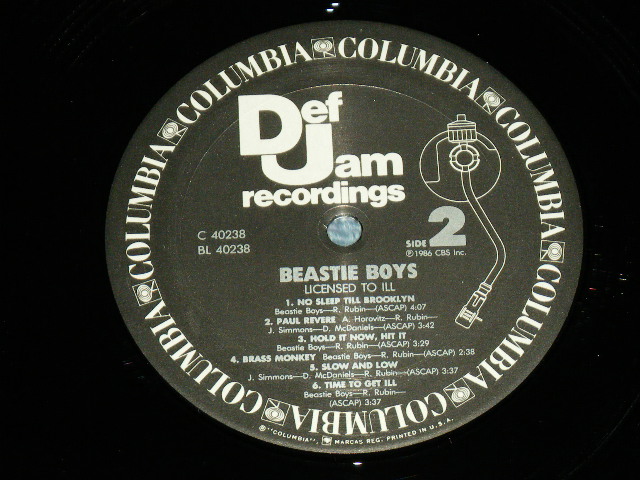 COLUMBIA COLUMBIA COLUMBIA COLUMBIA COLUMBIA COLUMBIA COLUMBIA COLUMBIA COLUMBIA
Def
Jam
recordings
C 40238
BL 40238
SIDE 2
℗1986 CBS Inc.
BEASTIE BOYS
LICENSED TO ILL
1. NO SLEEP TILL BROOKLYN
Beastie Boys—R. Rubin—(ASCAP) 4:07
2. PAUL REVERE A. Horovitz—R. Rubin—
J. Simmons—D. McDaniels—(ASCAP) 3:42
3. HOLD IT NOW, HIT IT
Beastie Boys—R. Rubin—(ASCAP) 3:29
4. BRASS MONKEY Beastie Boys—R. Rubin—(ASCAP) 2:38
5. SLOW AND LOW
J. Simmons—D. McDaniels—R. Rubin—(ASCAP) 3:37
6. TIME TO GET ILL
Beastie Boys—R. Rubin—
(ASCAP) 3:37
®"COLUMBIA", MARCAS REG. PRINTED IN U.S.A.